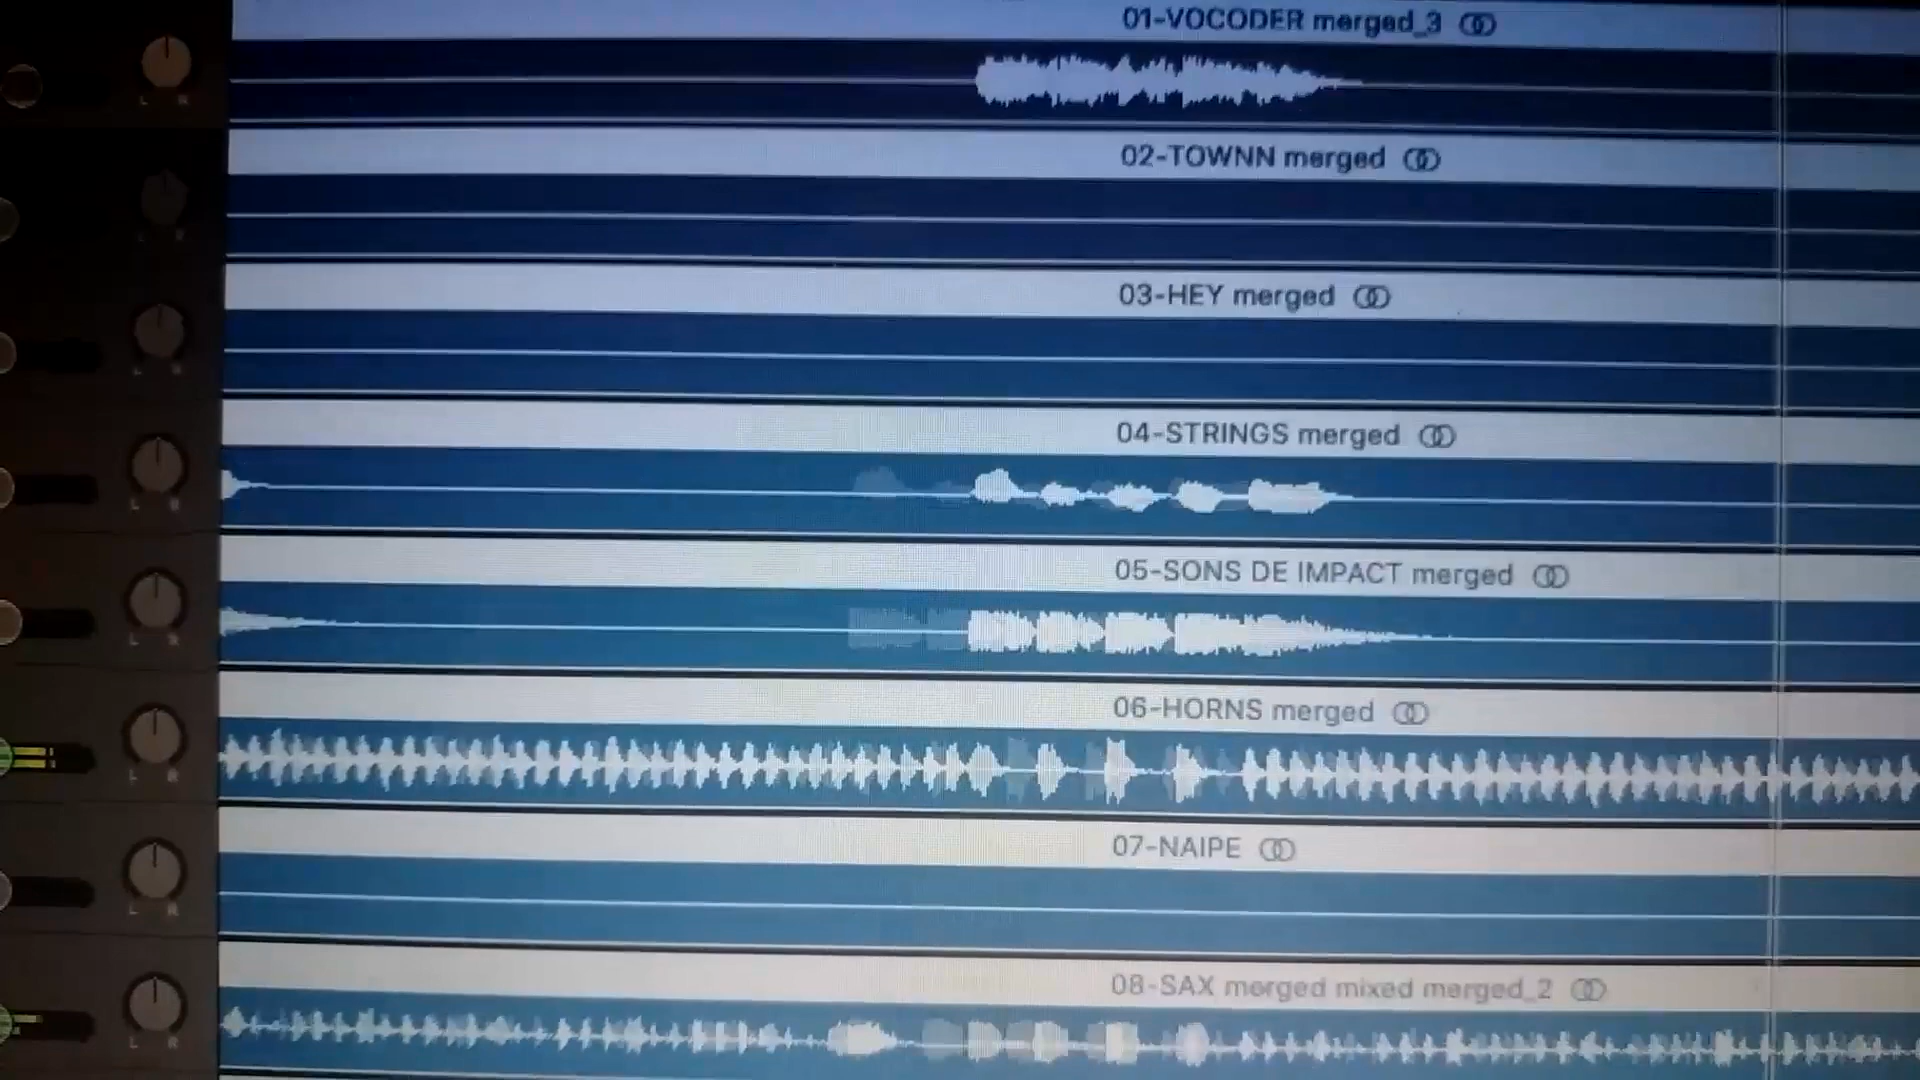 01-VOCODER merged_3
L R
02-TOWNN merged
03-HEY merged
L R
04-STRINGS merged
L R
05-SONS DE IMPACT merged
L R
06-HORNS merged
L R
07-NAIPE
L R
08-SAX merged mixed merged_2
L R